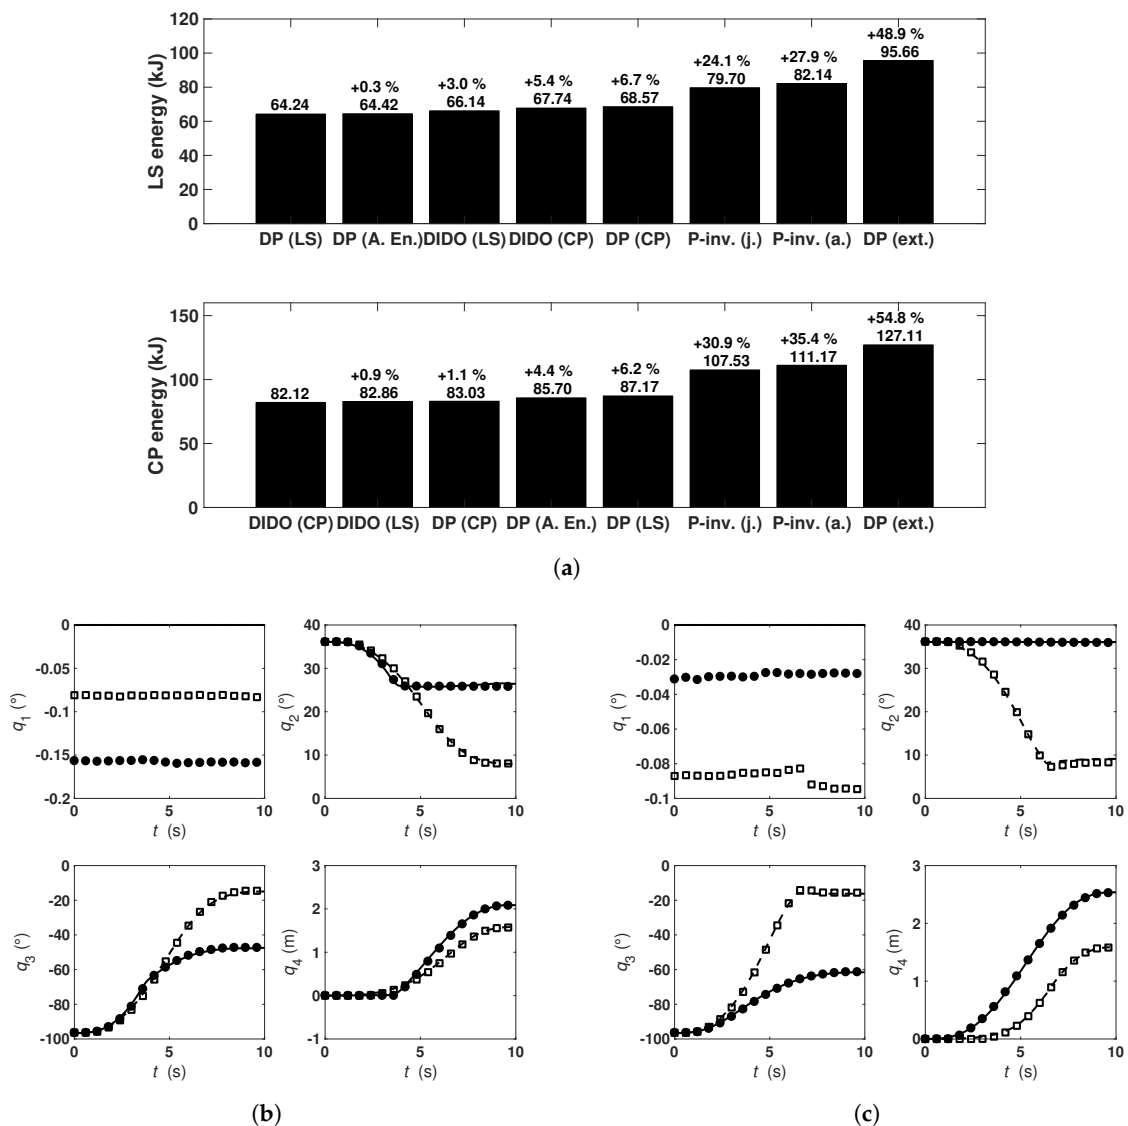 120
100
80
60
40
20
0
LS energy (kJ)
64.24
+0.3 %
64.42
+3.0 %
66.14
+5.4 %
67.74
+6.7 %
68.57
+24.1 %
79.70
+27.9 %
82.14
+48.9 %
95.66
DP (LS) DP (A. En.) DIDO (LS) DIDO (CP) DP (CP) P-inv. (j.) P-inv. (a.) DP (ext.)
150
100
50
0
CP energy (kJ)
82.12
+0.9 %
82.86
+1.1 %
83.03
+4.4 %
85.70
+6.2 %
87.17
+30.9 %
107.53
+35.4 %
111.17
+54.8 %
127.11
DIDO (CP) DIDO (LS) DP (CP) DP (A. En.) DP (LS) P-inv. (j.) P-inv. (a.) DP (ext.)
(a)
0
-0.05
-0.1
-0.15
-0.2
q1 (°)
0 5 10
t (s)
40
30
20
10
0
q2 (°)
0 5 10
t (s)
0
-0.02
-0.04
-0.06
-0.08
-0.1
q1 (°)
0 5 10
t (s)
40
30
20
10
0
q2 (°)
0 5 10
t (s)
0
-20
-40
-60
-80
-100
q3 (°)
0 5 10
t (s)
3
2
1
0
-1
q4 (m)
0 5 10
t (s)
0
-20
-40
-60
-80
-100
q3 (°)
0 5 10
t (s)
3
2
1
0
q4 (m)
0 5 10
t (s)
(b)
(c)